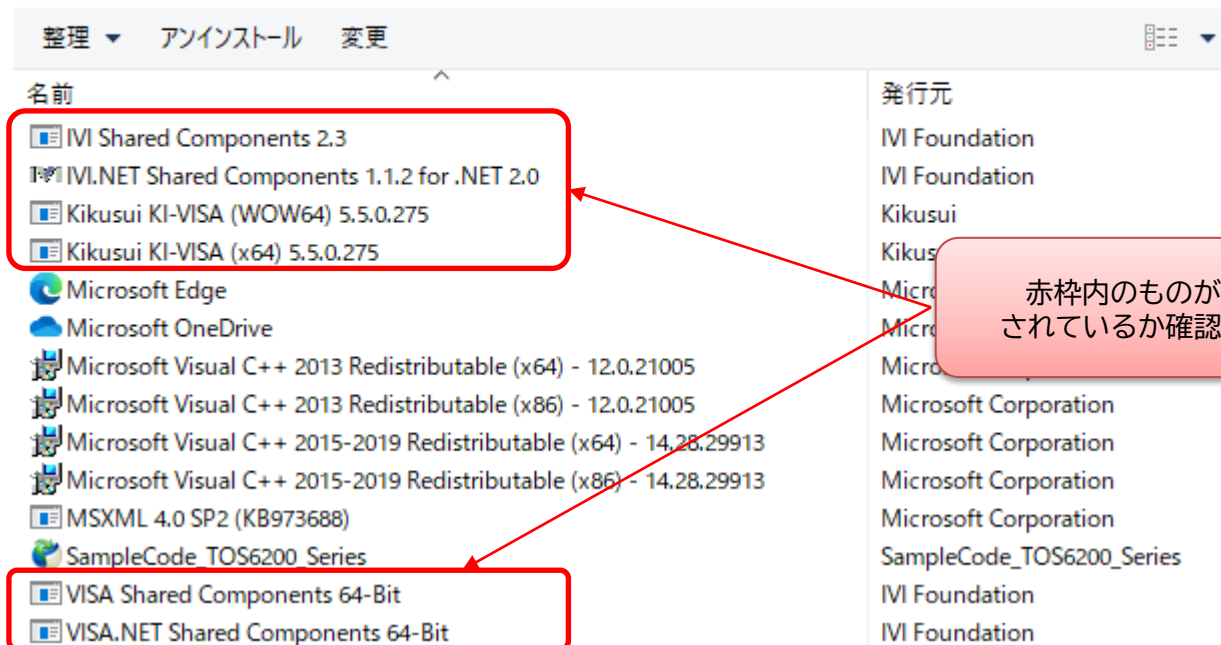 整理 アンインストール 変更
名前 発行元
IVI Shared Components 2.3 IVI Foundation
IVI.NET Shared Components 1.1.2 for .NET 2.0 IVI Foundation
Kikusui KI-VISA (WOW64) 5.5.0.275 Kikusui
Kikusui KI-VISA (x64) 5.5.0.275
Microsoft Edge
Microsoft OneDrive
赤枠内のものが
されているか確認
Microsoft Visual C++ 2013 Redistributable (x64) - 12.0.21005
Microsoft Visual C++ 2013 Redistributable (x86) - 12.0.21005 Microsoft Corporation
Microsoft Visual C++ 2015-2019 Redistributable (x64) - 14.28.29913 Microsoft Corporation
Microsoft Visual C++ 2015-2019 Redistributable (x86) - 14.28.29913 Microsoft Corporation
MSXML 4.0 SP2 (KB973688) Microsoft Corporation
SampleCode_TOS6200_Series SampleCode_TOS6200_Series
VISA Shared Components 64-Bit IVI Foundation
VISA.NET Shared Components 64-Bit IVI Foundation